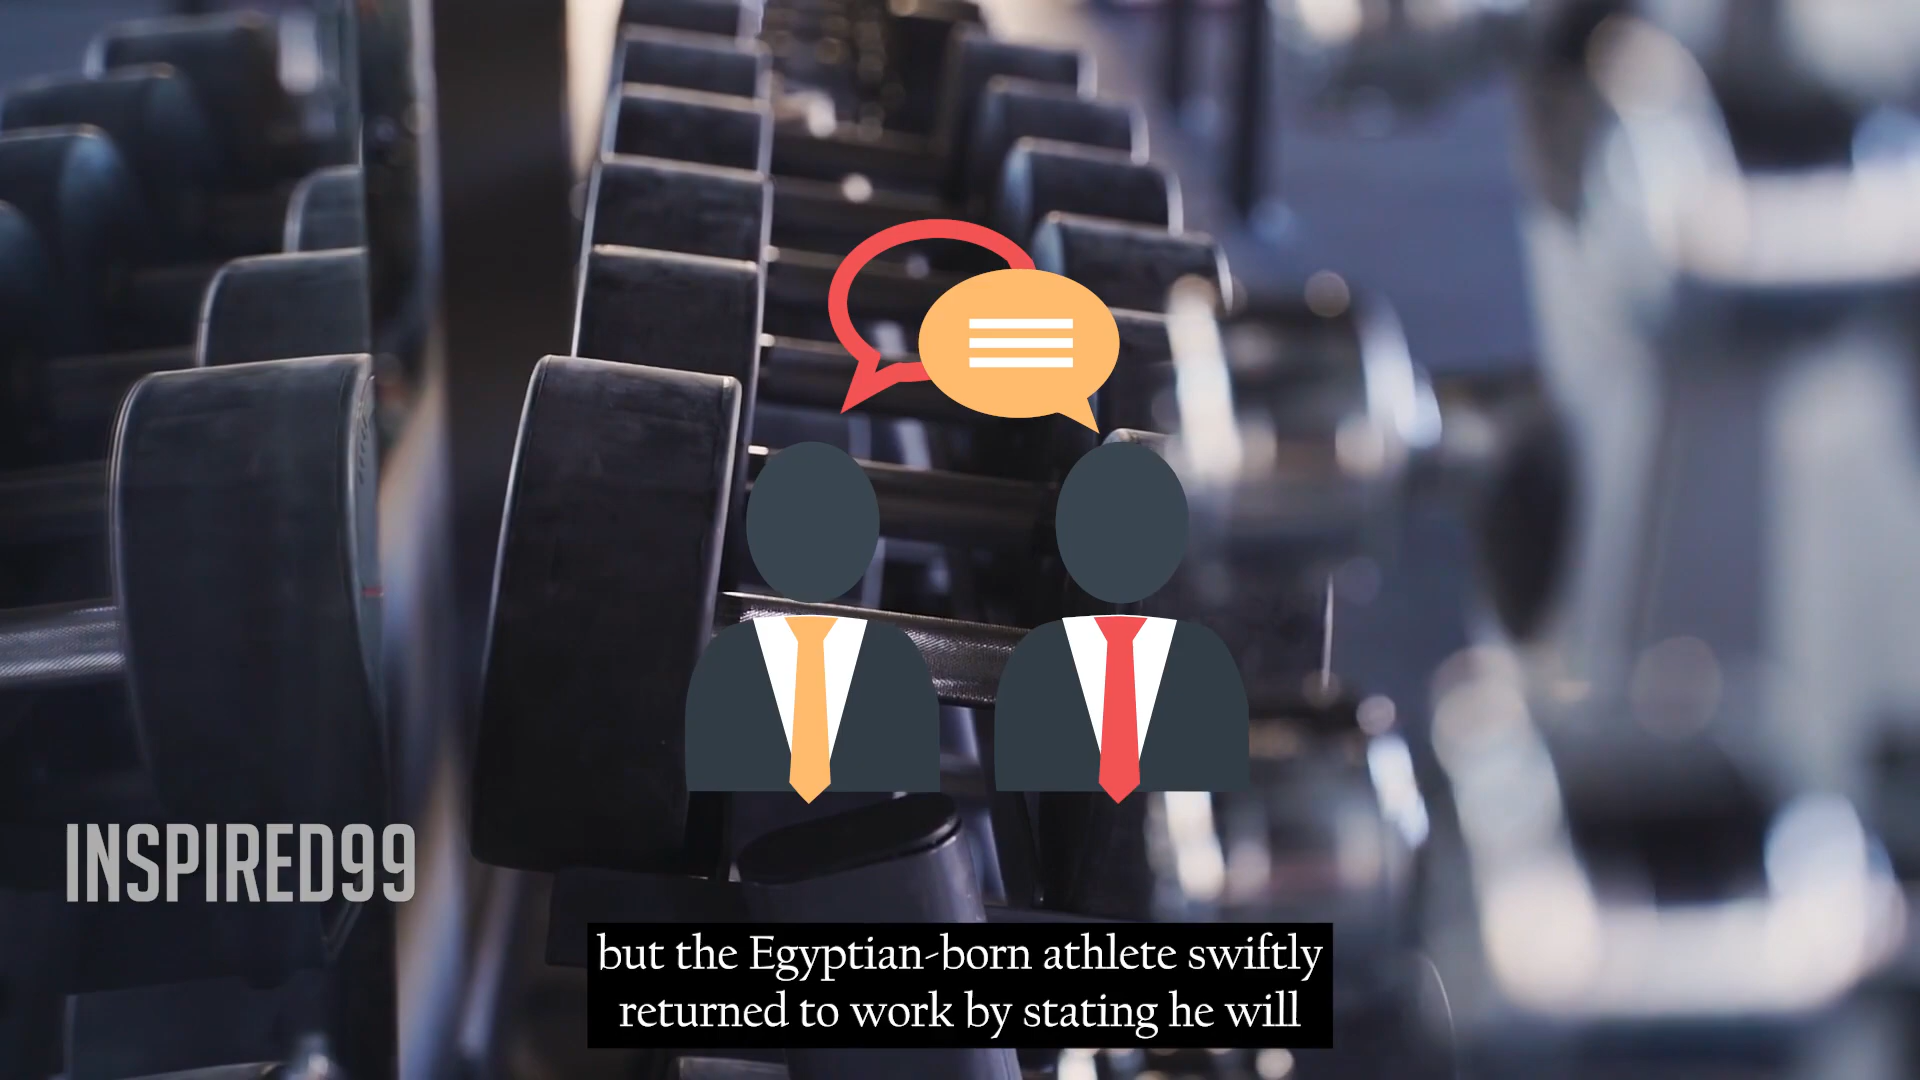 INSPIRED99
but the Egyptian-born athlete swiftly
returned to work by stating he will